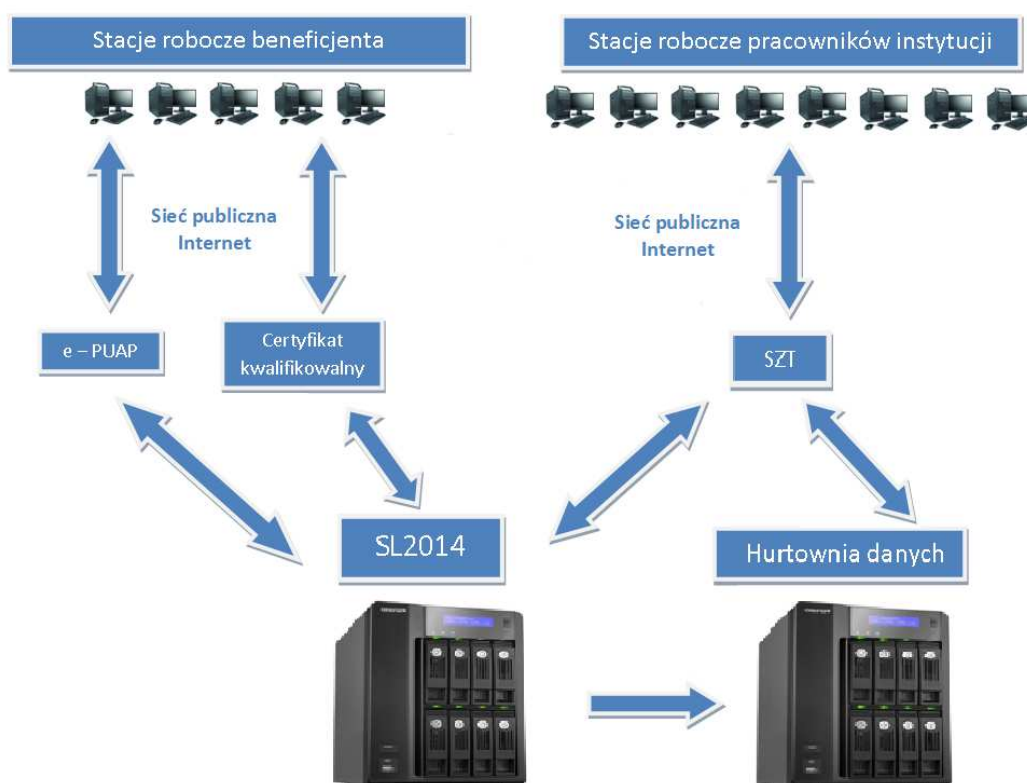 Stacje robocze beneficjenta
Stacje robocze pracowników instytucji
Sieć publiczna
Internet
Sieć publiczna
Internet
e – PUAP
Certyfikat
kwalifikowalny
SZT
SL2014
Hurtownia danych